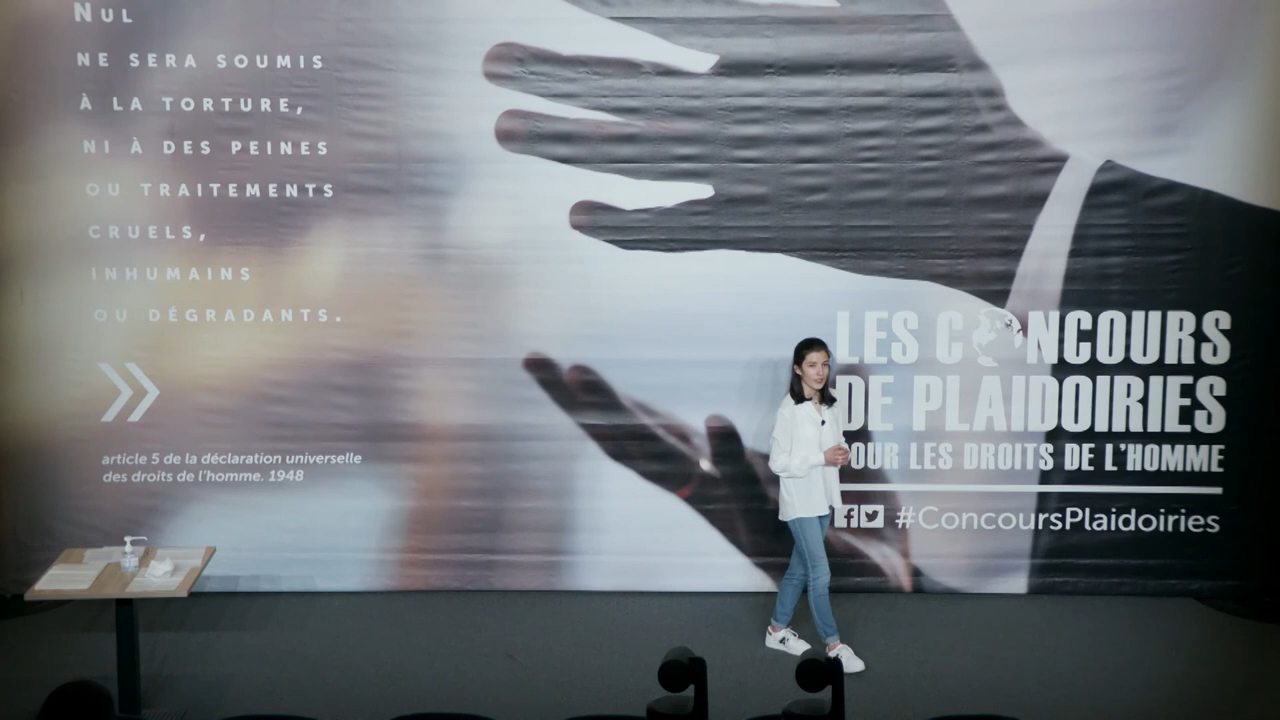 NUL
NE SERA SOUMIS
À LA TORTURE,
NI À DES PEINES
OU TRAITEMENTS
CRUELS,
INHUMAINS
OU DÉGRADANTS.
article 5 de la déclaration universelle
des droits de l'homme. 1948
LES CONCOURS
DE PLAIDOIRIES
POUR LES DROITS DE L'HOMME
#ConcoursPlaidoiries